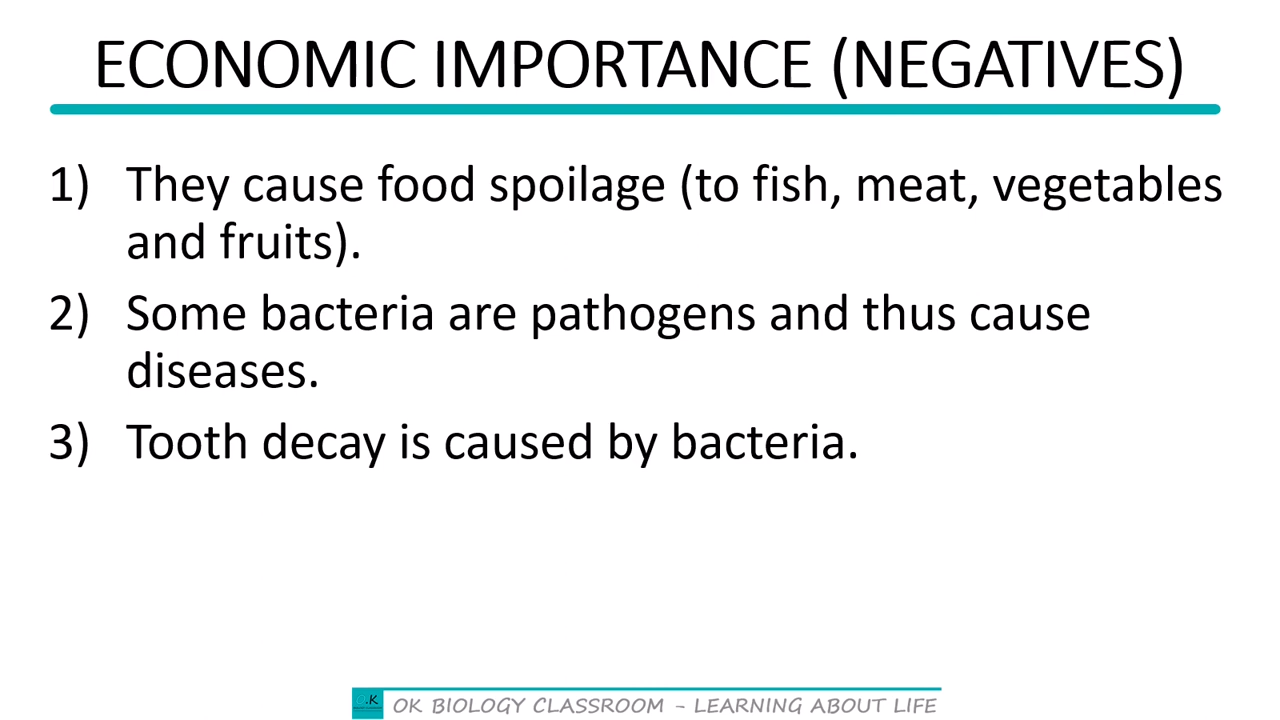 ECONOMIC IMPORTANCE (NEGATIVES)
1) They cause food spoilage (to fish, meat, vegetables
and fruits).
2) Some bacteria are pathogens and thus cause
diseases.
3) Tooth decay is caused by bacteria.
OK BIOLOGY CLASSROOM - LEARNING ABOUT LIFE